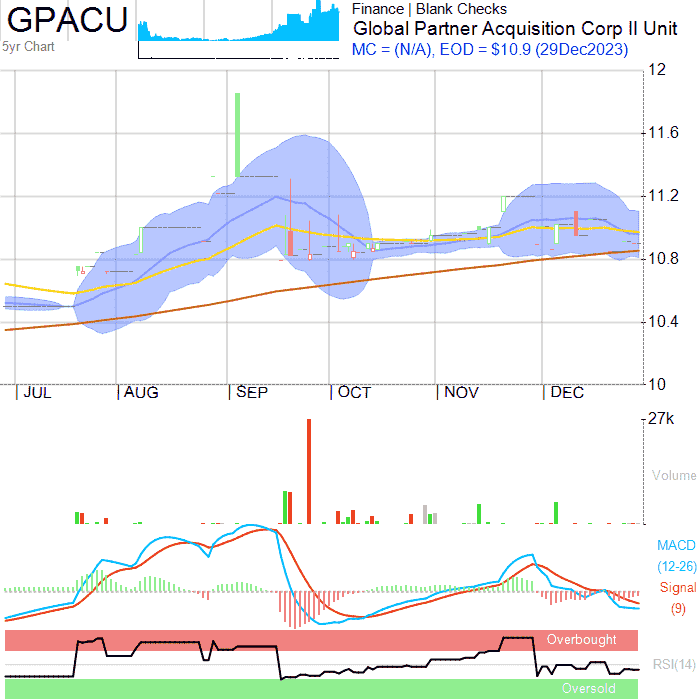 GPACU
5yr Chart
Finance | Blank Checks
Global Partner Acquisition Corp II Unit
MC = (N/A), EOD = $10.9 (29Dec2023)
12
11.6
11.2
10.8
10.4
10
JUL AUG SEP OCT NOV DEC
27k
Volume
MACD
(12-26)
Signal
(9)
Overbought
RSI(14)
Oversold